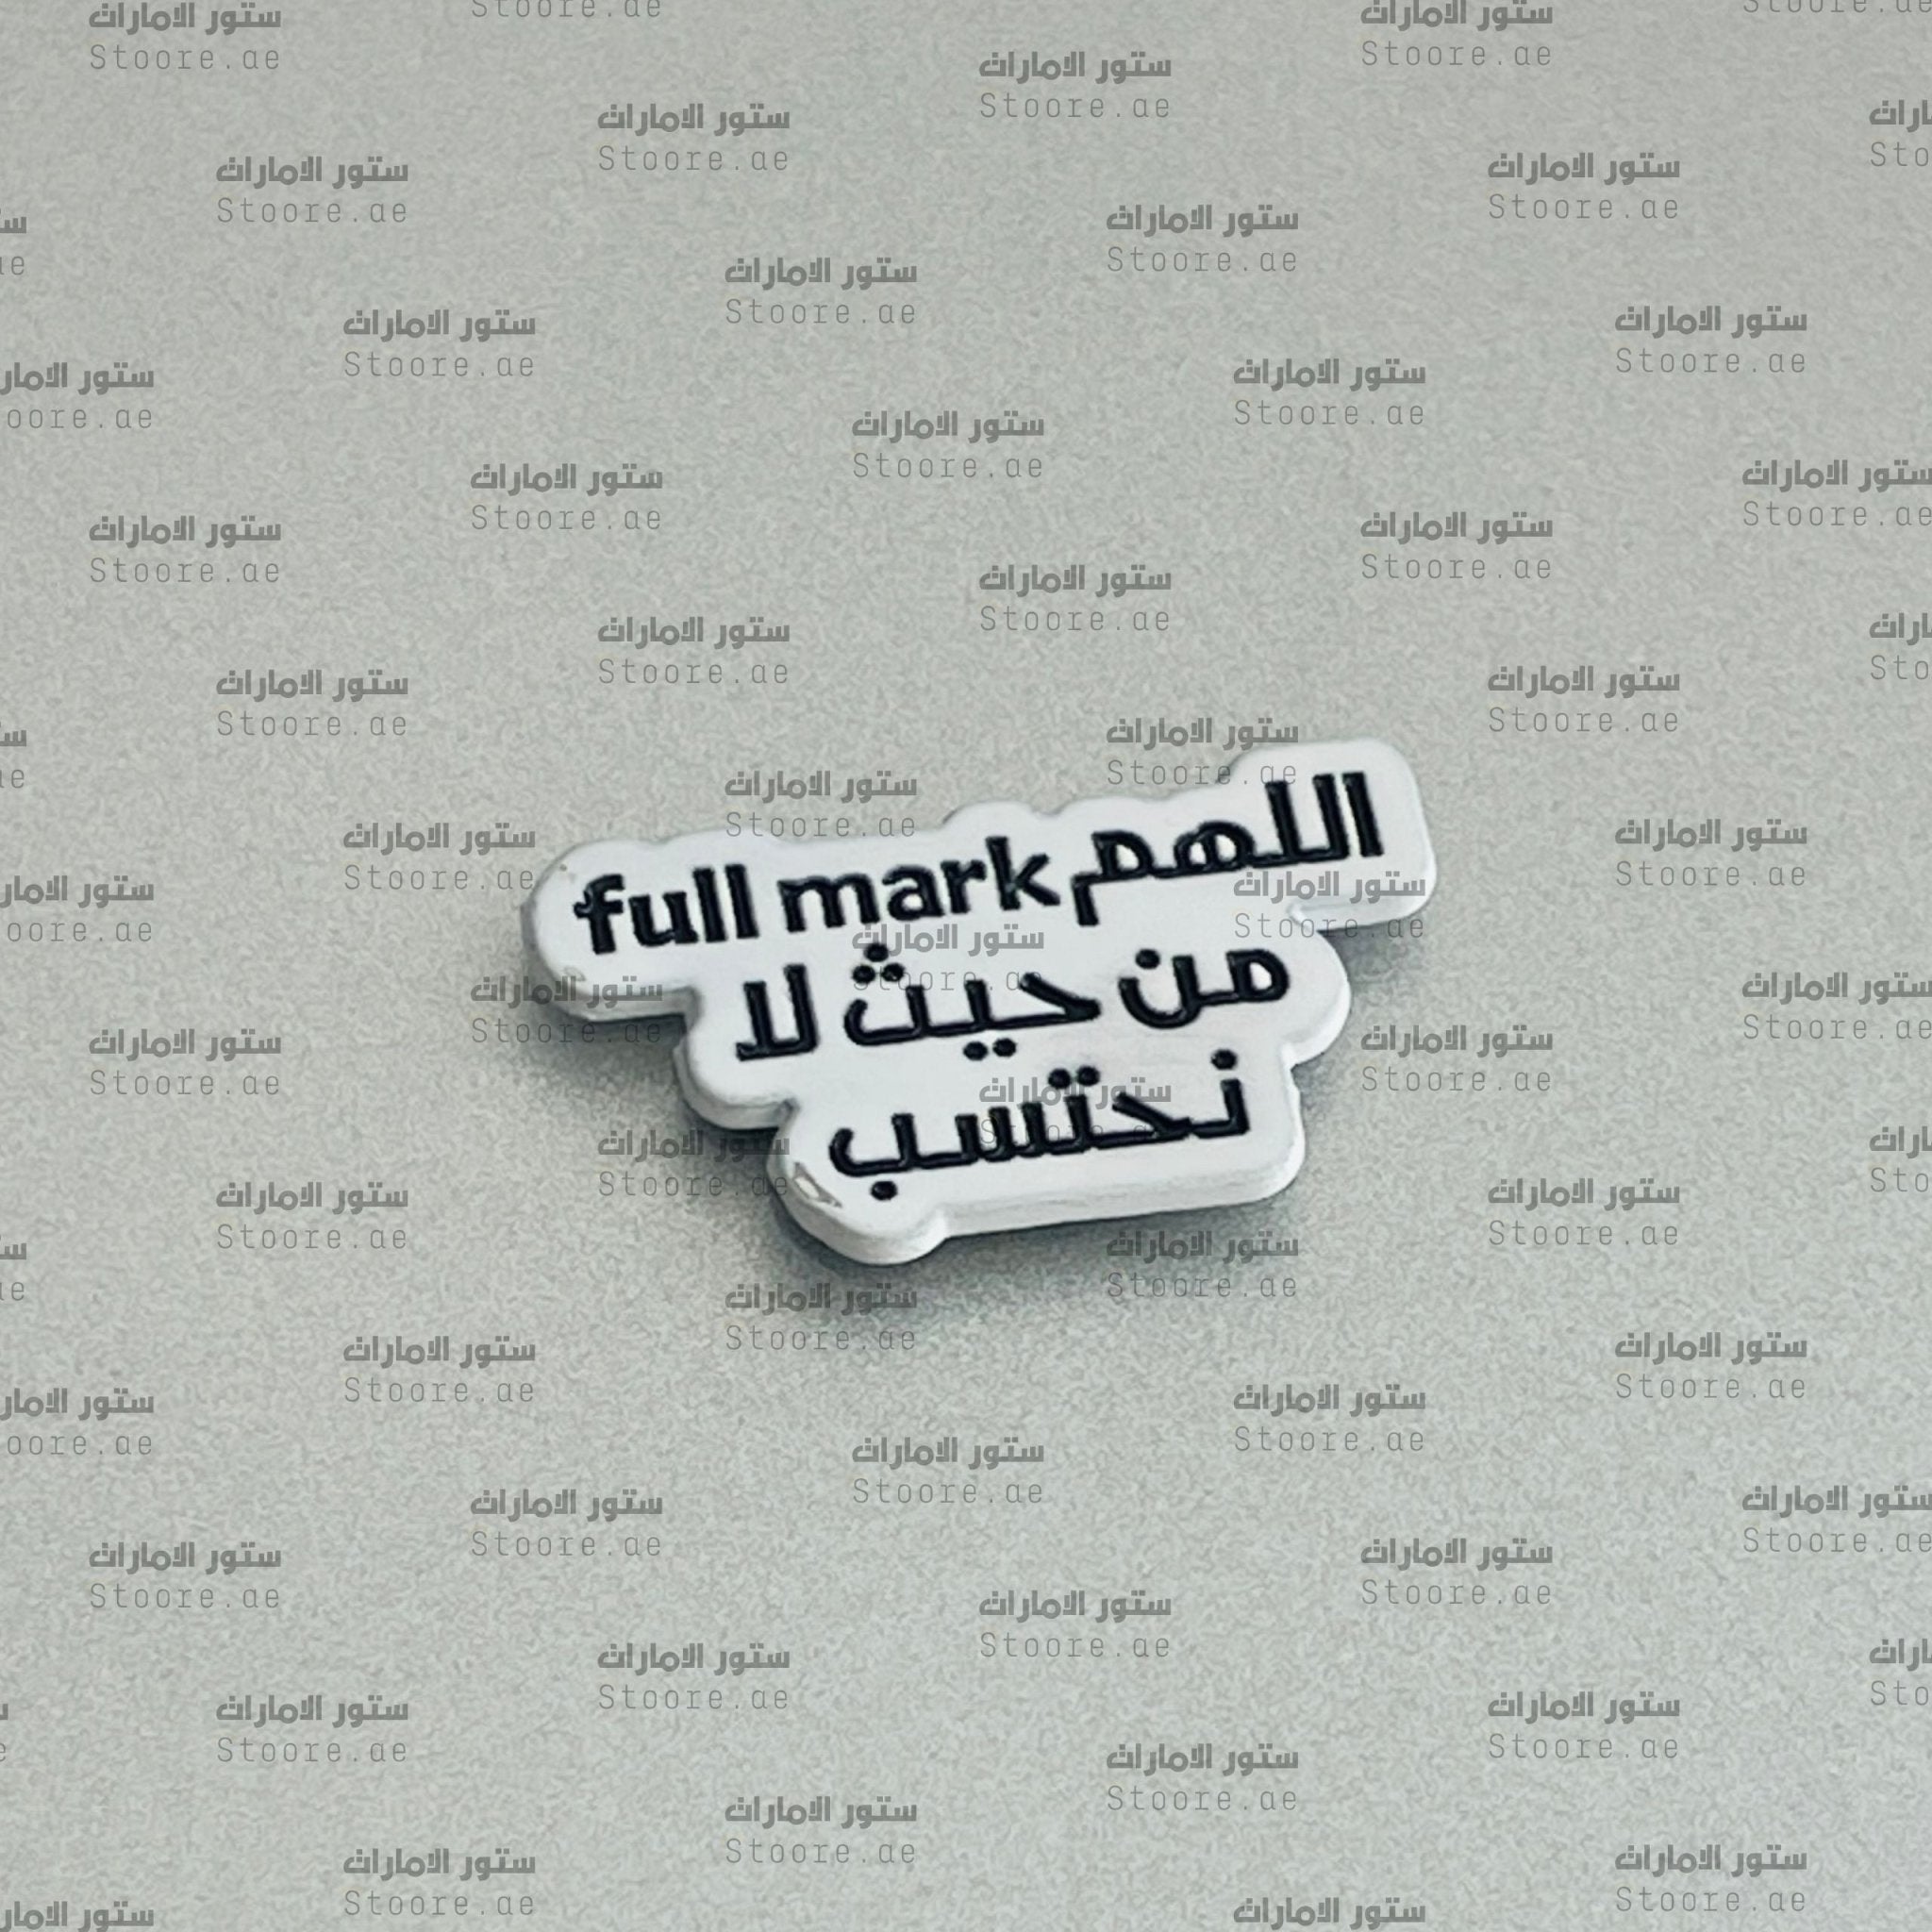 اللهم full mark
من حيث لا
نحتسب
ستور الامارات
Stoore.ae